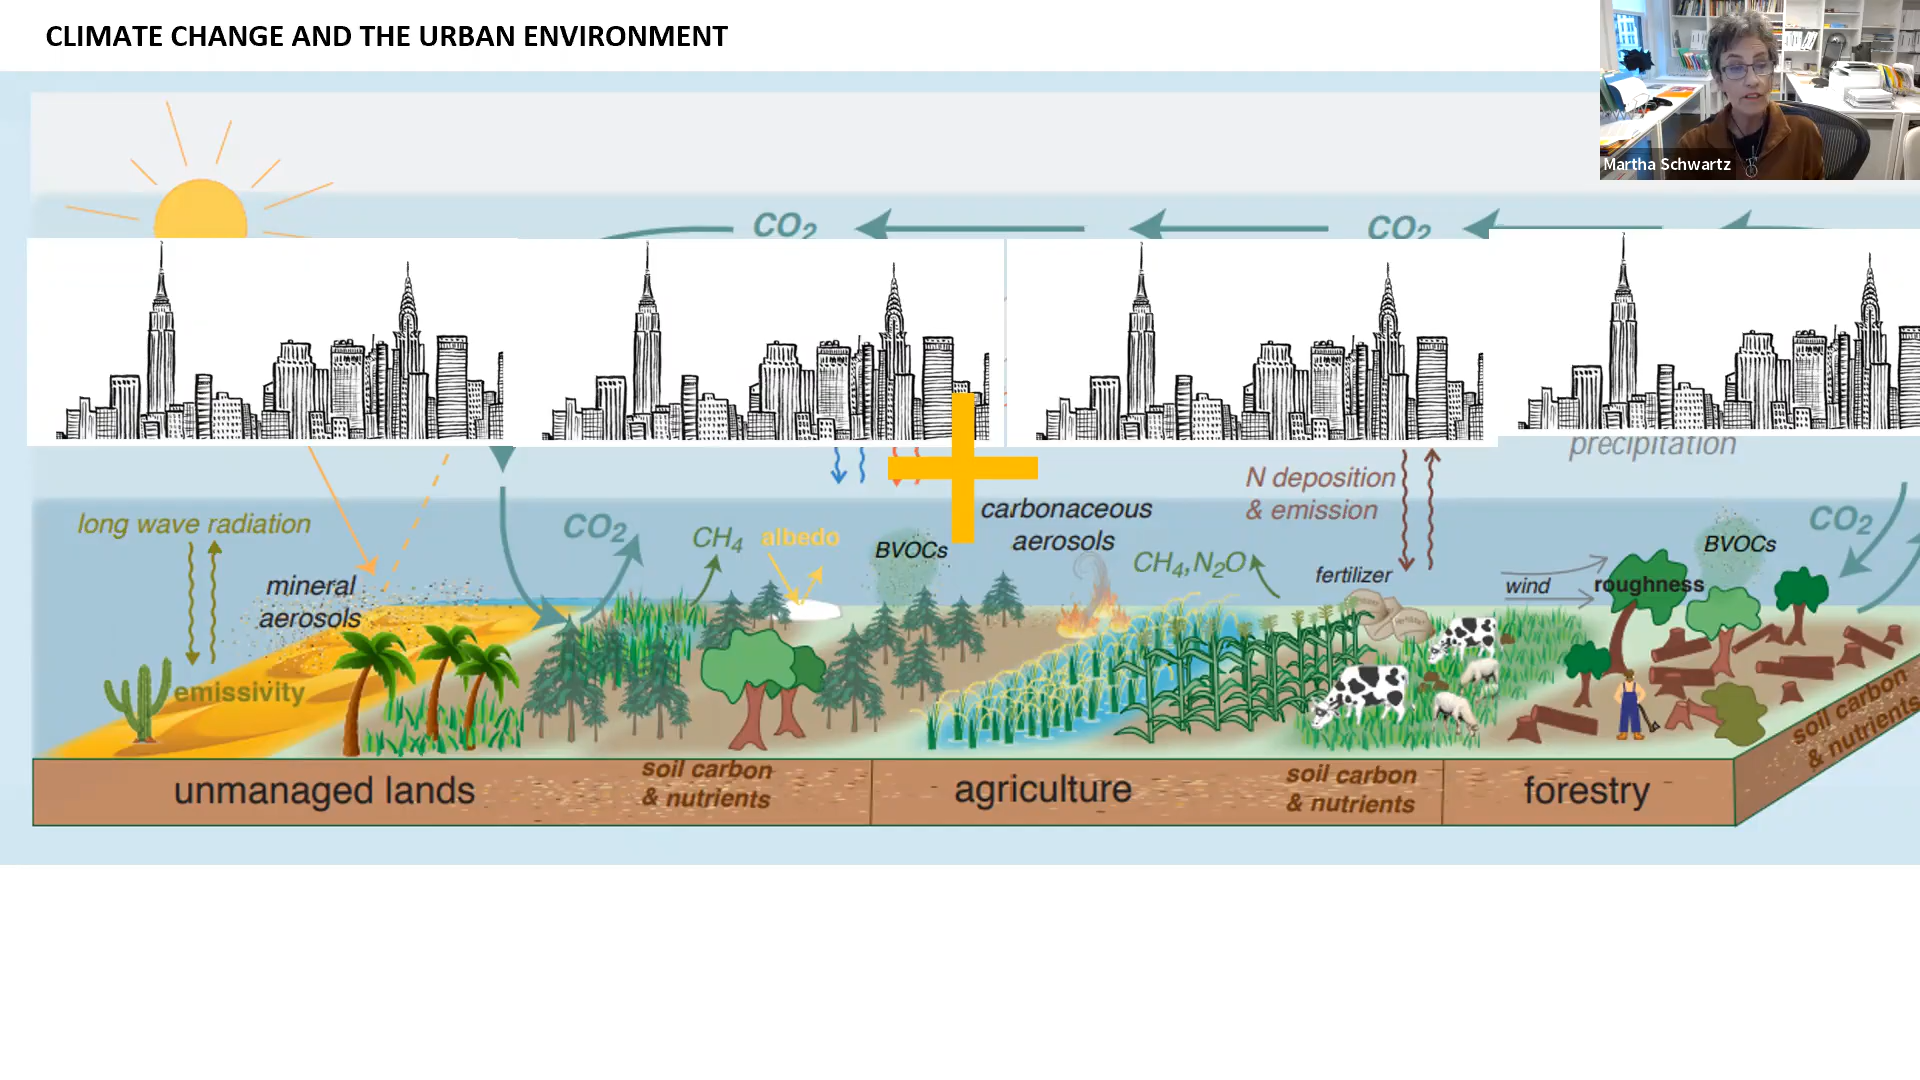 CLIMATE CHANGE AND THE URBAN ENVIRONMENT
Martha Schwartz
CO2
CO2
precipitation
long wave radiation
mineral
aerosols
emissivity
CO2
CH4
albedo
BVOCs
carbonaceous
aerosols
CH4,N2O
N deposition
& emission
fertilizer
wind
roughness
BVOCs
CO2
unmanaged lands
soil carbon
& nutrients
agriculture
soil carbon
& nutrients
forestry
soil carbon
& nutrients